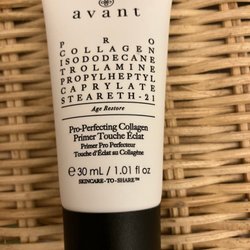 avant
PRO
COLLAGEN
ISODODECANE
TROLAMINE
PROPYLHEPTYL
CAPRYLATE
STEARETH-21
Age Restore
Pro-Perfecting Collagen
Primer Touche Éclat
Primer Pro Perfecteur
Touche d'Éclat au Collagène
℮ 30 mL / 1.01 fl.oz
SKINCARE-TO-SHARE™